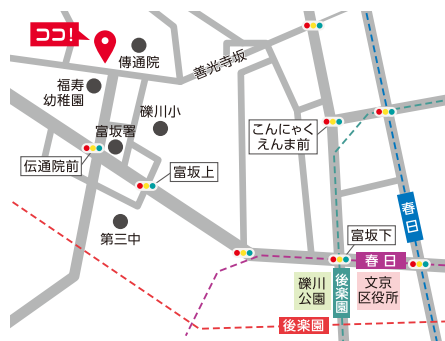 ココ!
傳通院
善光寺坂
福寿
幼稚園
礫川小
こんにゃく
えんま前
富坂署
伝通院前
富坂上
春日
第三中
富坂下
春日
礫川
公園
後楽園
文京
区役所
後楽園